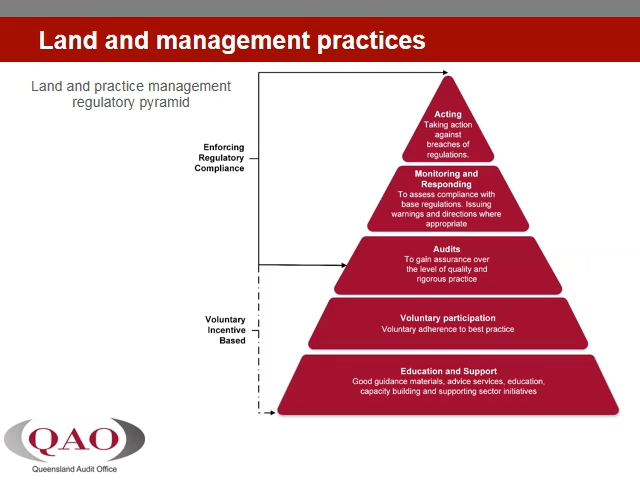 Land and management practices
Land and practice management
regulatory pyramid
Enforcing
Regulatory
Compliance
Voluntary
Incentive
Based
Acting
Taking action
against
breaches of
regulations.
Monitoring and
Responding
To assess compliance with
base regulations. Issuing
warnings and directions where
appropriate
Audits
To gain assurance over
the level of quality and
rigorous practice
Voluntary participation
Voluntary adherence to best practice
Education and Support
Good guidance materials, advice services, education,
capacity building and supporting sector initiatives
QAO
Queensland Audit Office